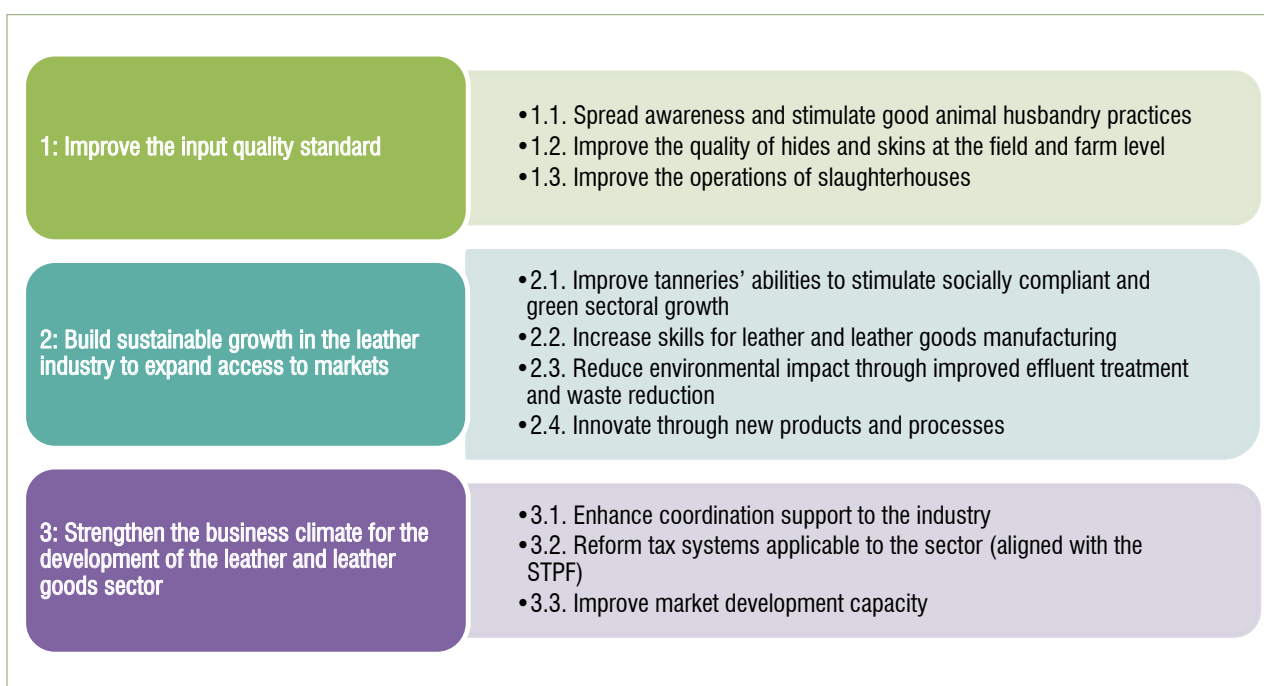 1: Improve the input quality standard
•1.1. Spread awareness and stimulate good animal husbandry practices
•1.2. Improve the quality of hides and skins at the field and farm level
•1.3. Improve the operations of slaughterhouses
2: Build sustainable growth in the leather
industry to expand access to markets
•2.1. Improve tanneries’ abilities to stimulate socially compliant and
green sectoral growth
•2.2. Increase skills for leather and leather goods manufacturing
•2.3. Reduce environmental impact through improved effluent treatment
and waste reduction
•2.4. Innovate through new products and processes
3: Strengthen the business climate for the
development of the leather and leather
goods sector
•3.1. Enhance coordination support to the industry
•3.2. Reform tax systems applicable to the sector (aligned with the
STPF)
•3.3. Improve market development capacity